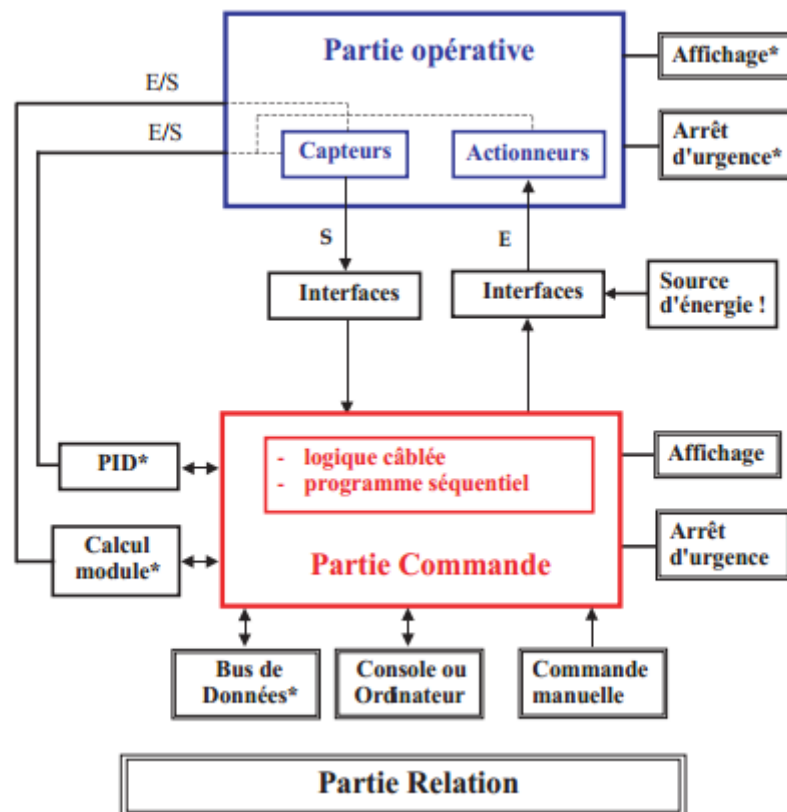 Partie opérative
Affichage*
E/S
E/S
Arrêt
d'urgence*
Capteurs
Actionneurs
S
E
Interfaces
Interfaces
Source
d'énergie !
- logique câblée
- programme séquentiel
Affichage
PID*
Calcul
module*
Partie Commande
Arrêt
d'urgence
Bus de
Données*
Console ou
Ordinateur
Commande
manuelle
Partie Relation